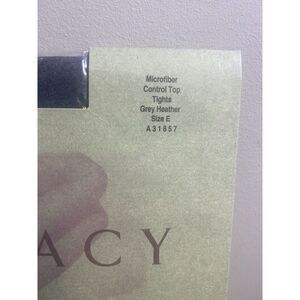 Microfiber
Control Top
Tights
Grey Heather
Size E
A31857
ACY